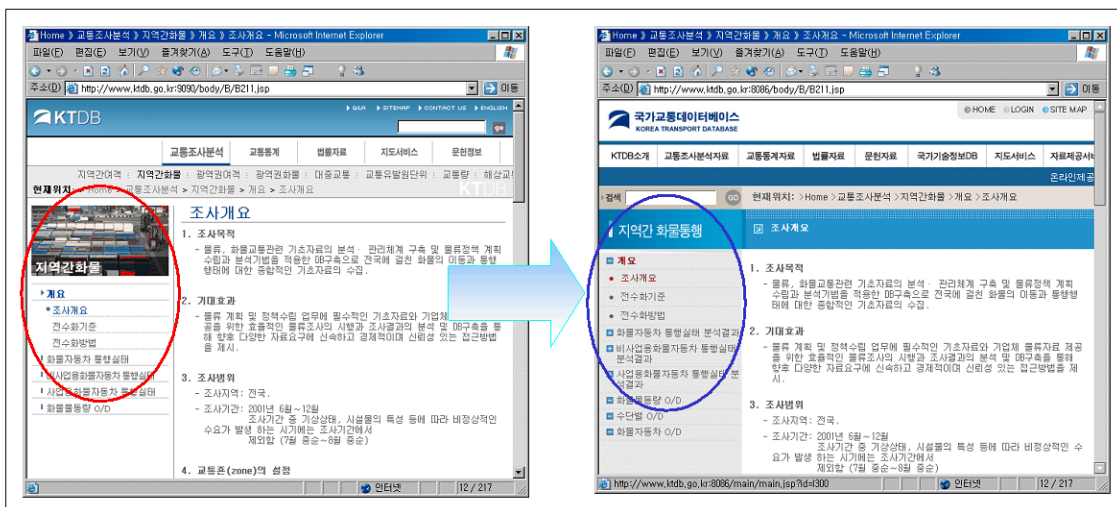 Home 》 교통조사분석 》 지역간화물 》 개요 》 조사개요 - Microsoft Internet Explorer
파일(F) 편집(E) 보기(V) 즐겨찾기(A) 도구(T) 도움말(H)
주소(D) http://www.ktdb.go.kr:9090/body/B/B211.jsp 이동
KTDB
Q&A SITEMAP CONTACT US ENGLISH
go
교통조사분석 교통통계 법률자료 지도서비스 문헌정보
지역간여객 : 지역간화물 : 광역권여객 : 광역권화물 : 대중교통 : 교통유발원단위 : 교통량 : 해상교
현재위치: > Home > 교통조사분석 > 지역간화물 > 개요 > 조사개요
KTDB
지역간화물
개요
조사개요
전수화기준
전수화방법
화물자동차 통행실태
비사업용화물자동차 통행실태
사업용화물자동차 통행실태
화물물동량 O/D
조사개요
1. 조사목적
- 물류, 화물교통관련 기초자료의 분석· 관리체계 구축 및 물류정책 계획
수립과 분석기법을 적용한 DB구축으로 전국에 걸친 화물의 이동과 통행
행태에 대한 종합적인 기초자료의 수집.
2. 기대효과
- 물류 계획 및 정책수립 업무에 필수적인 기초자료와 기업체
공을 위한 효율적인 물류조사의 시행과 조사결과의 분석 및 DB구축을 통
해 향후 다양한 자료요구에 신속하고 경제적이며 신뢰성 있는 접근방법
을 제시.
3. 조사범위
- 조사지역: 전국.
- 조사기간: 2001년 6월~12월
조사기간 중 기상상태, 시설물의 특성 등에 따라 비정상적인
수요가 발생 하는 시기에는 조사기간에서
제외함 (7월 중순~8월 중순)
4. 교통존(zone)의 설정
인터넷 12 / 217
Home 》 교통조사분석 》 지역간화물 》 개요 》 조사개요 - Microsoft Internet Explorer
파일(F) 편집(E) 보기(V) 즐겨찾기(A) 도구(T) 도움말(H)
주소(D) http://www.ktdb.go.kr:8086/body/B/B211.jsp 이동
국가교통데이터베이스
KOREA TRANSPORT DATABASE
HOME LOGIN SITE MAP
KTDB소개 교통조사분석자료 교통통계자료 법률자료 문헌자료 국가기술정보DB 지도서비스 자료제공서비
온라인제공
검색 GO 현재위치: >Home >교통조사분석 >지역간화물 >개요 >조사개요
지역간 화물통행
개요
조사개요
전수화기준
전수화방법
화물자동차 통행실태 분석결과
비사업용화물자동차 통행실태
분석결과
사업용화물자동차 통행실태 분
석결과
화물물동량 O/D
수단별 O/D
화물자동차 O/D
조사개요
1. 조사목적
- 물류, 화물교통관련 기초자료의 분석· 관리체계 구축 및 물류정책 계획
수립과 분석기법을 적용한 DB구축으로 전국에 걸친 화물의 이동과 통행행
태에 대한 종합적인 기초자료의 수집.
2. 기대효과
- 물류 계획 및 정책수립 업무에 필수적인 기초자료와 기업체 물류자료 제공
을 위한 효율적인 물류조사의 시행과 조사결과의 분석 및 DB구축을 통해
향후 다양한 자료요구에 신속하고 경제적이며 신뢰성 있는 접근방법을 제
시.
3. 조사범위
- 조사지역: 전국.
- 조사기간: 2001년 6월~12월
조사기간 중 기상상태, 시설물의 특성 등에 따라 비정상적인 수
요가 발생 하는 시기에는 조사기간에서
제외함 (7월 중순~8월 중순)
http://www.ktdb.go.kr:8086/main/main.jsp?id=I300 인터넷 12 / 217